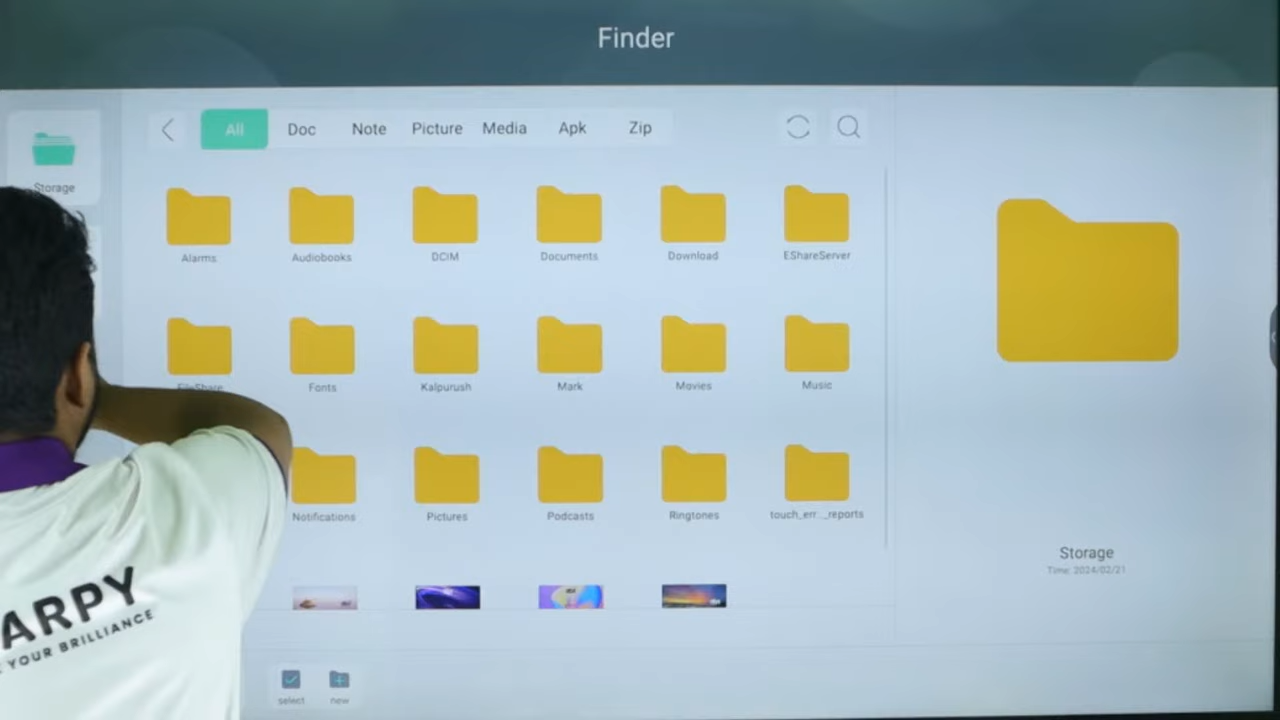 Finder
All Doc Note Picture Media Apk Zip
Storage
Alarms Audiobooks DCIM Documents Download EShareServer
FileShare Fonts Kalpurush Mark Movies Music
Notifications Pictures Podcasts Ringtones touch_err..._reports
Storage
Time: 2024/02/21
ARPY
YOUR BRILLIANCE
select new